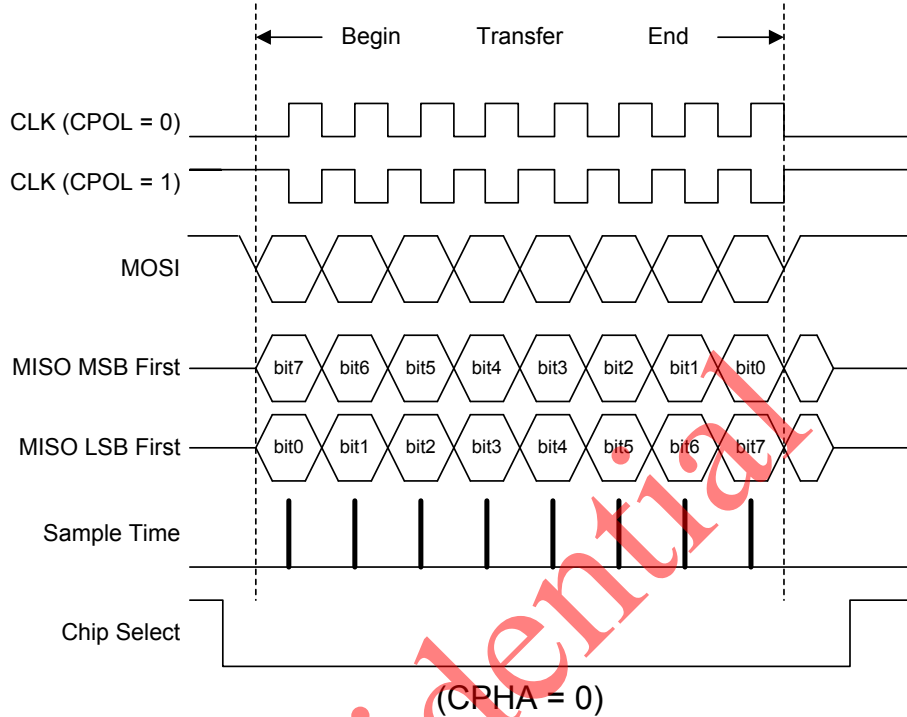 Begin Transfer End
CLK (CPOL = 0)
CLK (CPOL = 1)
MOSI
MISO MSB First bit7 bit6 bit5 bit4 bit3 bit2 bit1 bit0
MISO LSB First bit0 bit1 bit2 bit3 bit4 bit5 bit6 bit7
Sample Time
Chip Select
(CPHA = 0)
idential